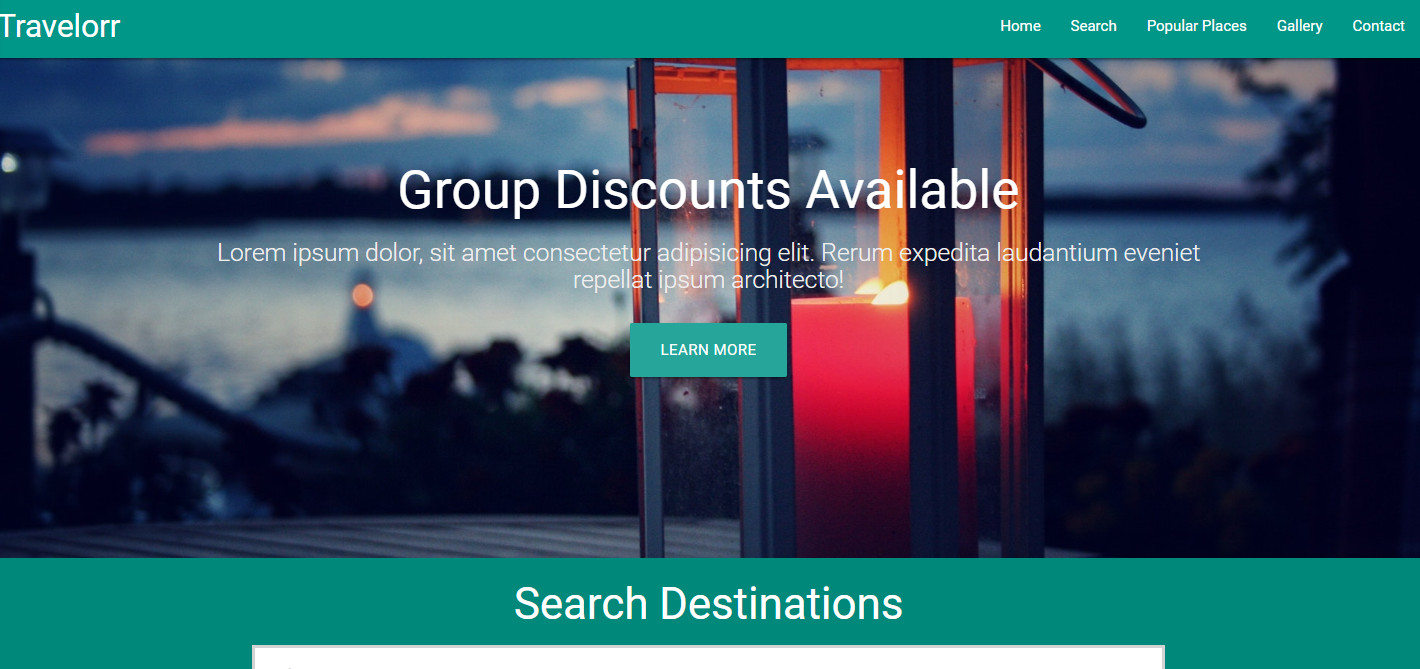 Travelorr
Home Search Popular Places Gallery Contact
Group Discounts Available
Lorem ipsum dolor, sit amet consectetur adipisicing elit. Rerum expedita laudantium eveniet
repellat ipsum architecto!
LEARN MORE
Search Destinations